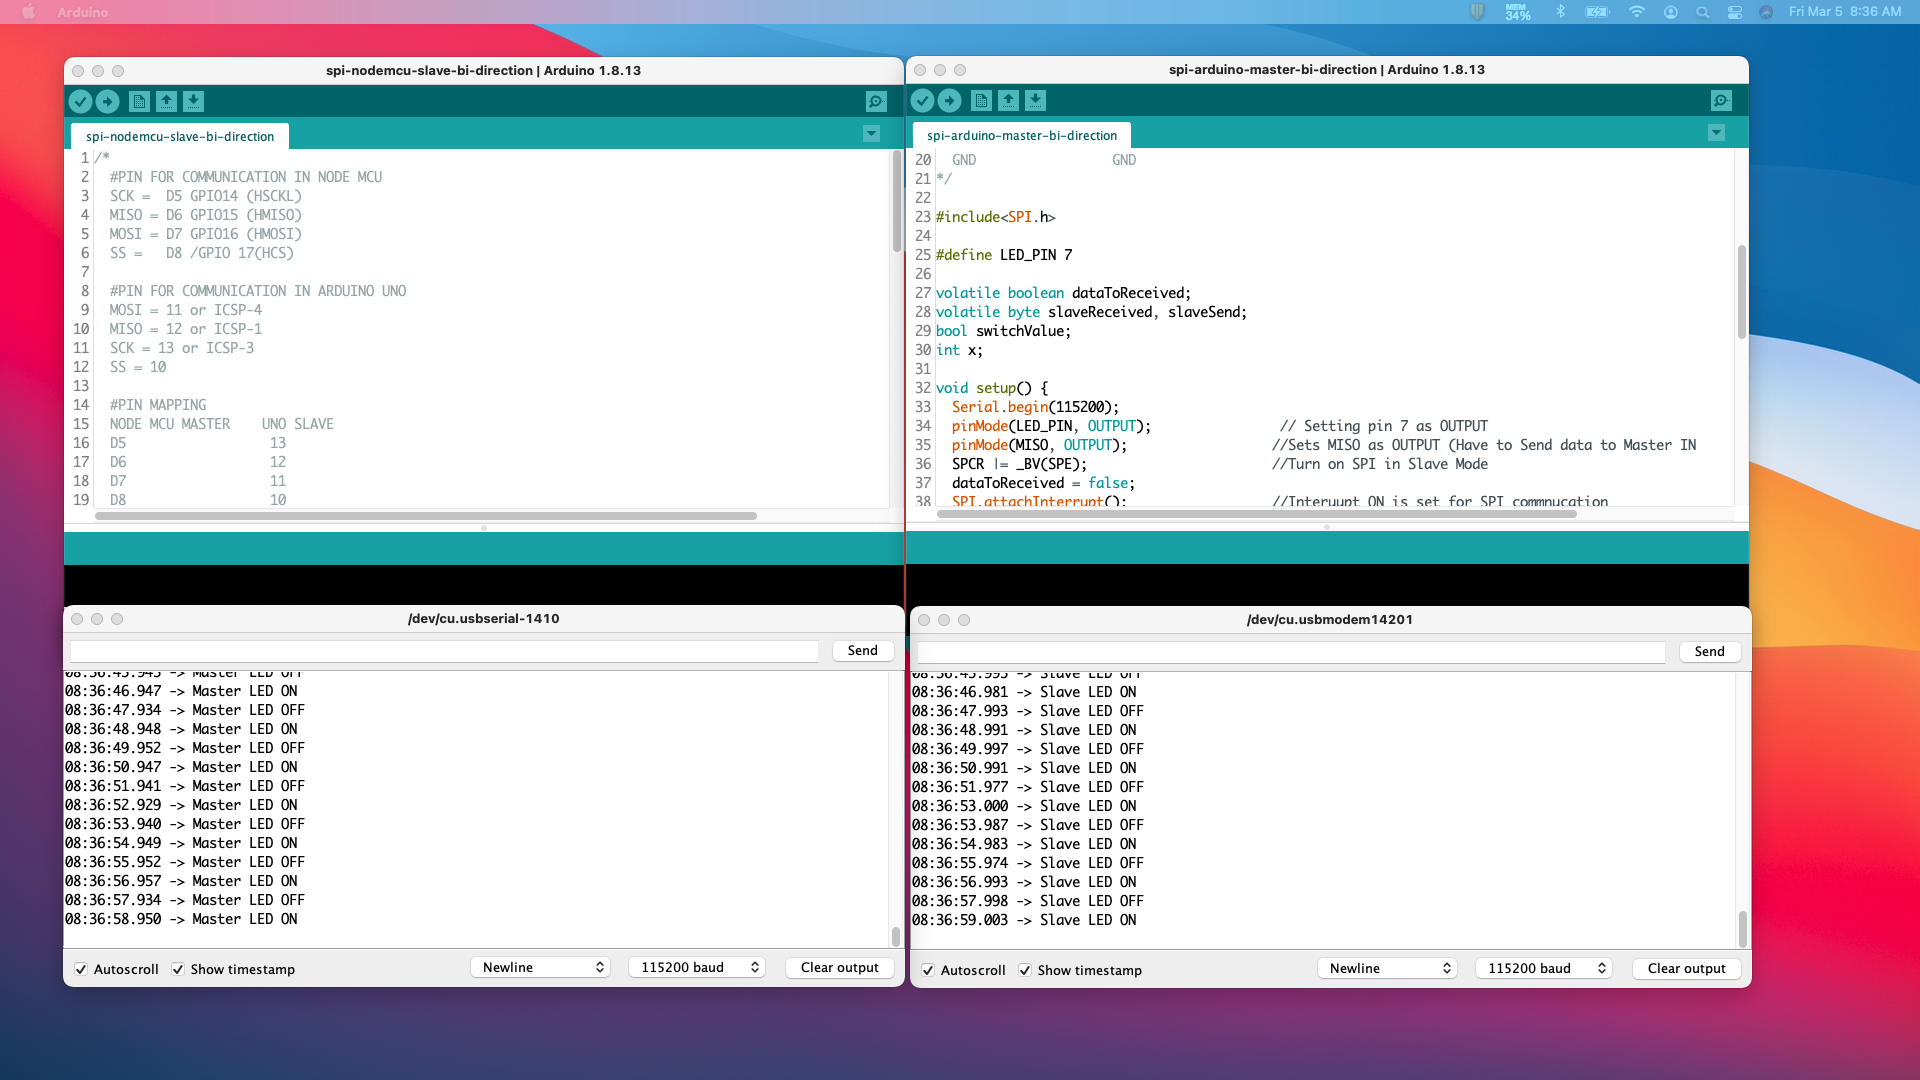 Arduino
MEM
34%
Fri Mar 5 8:36 AM
spi-nodemcu-slave-bi-direction | Arduino 1.8.13
spi-nodemcu-slave-bi-direction
1 /*
2 #PIN FOR COMMUNICATION IN NODE MCU
3 SCK = D5 GPIO14 (HSCKL)
4 MISO = D6 GPIO15 (HMISO)
5 MOSI = D7 GPIO16 (HMOSI)
6 SS = D8 /GPIO 17(HCS)
7
8 #PIN FOR COMMUNICATION IN ARDUINO UNO
9 MOSI = 11 or ICSP-4
10 MISO = 12 or ICSP-1
11 SCK = 13 or ICSP-3
12 SS = 10
13
14 #PIN MAPPING
15 NODE MCU MASTER UNO SLAVE
16 D5 13
17 D6 12
18 D7 11
19 D8 10
spi-arduino-master-bi-direction | Arduino 1.8.13
spi-arduino-master-bi-direction
20 GND GND
21 */
22
23 #include<SPI.h>
24
25 #define LED_PIN 7
26
27 volatile boolean dataToReceived;
28 volatile byte slaveReceived, slaveSend;
29 bool switchValue;
30 int x;
31
32 void setup() {
33 Serial.begin(115200);
34 pinMode(LED_PIN, OUTPUT); // Setting pin 7 as OUTPUT
35 pinMode(MISO, OUTPUT); //Sets MISO as OUTPUT (Have to Send data to Master IN
36 SPCR |= _BV(SPE); //Turn on SPI in Slave Mode
37 dataToReceived = false;
38 SPI.attachInterrupt(); //Interuupt ON is set for SPI commnucation
/dev/cu.usbserial-1410
Send
08:36:45.945 -> Master LED OFF
08:36:46.947 -> Master LED ON
08:36:47.934 -> Master LED OFF
08:36:48.948 -> Master LED ON
08:36:49.952 -> Master LED OFF
08:36:50.947 -> Master LED ON
08:36:51.941 -> Master LED OFF
08:36:52.929 -> Master LED ON
08:36:53.940 -> Master LED OFF
08:36:54.949 -> Master LED ON
08:36:55.952 -> Master LED OFF
08:36:56.957 -> Master LED ON
08:36:57.934 -> Master LED OFF
08:36:58.950 -> Master LED ON
Autoscroll Show timestamp Newline 115200 baud Clear output
/dev/cu.usbmodem14201
Send
08:36:45.995 -> Slave LED OFF
08:36:46.981 -> Slave LED ON
08:36:47.993 -> Slave LED OFF
08:36:48.991 -> Slave LED ON
08:36:49.997 -> Slave LED OFF
08:36:50.991 -> Slave LED ON
08:36:51.977 -> Slave LED OFF
08:36:53.000 -> Slave LED ON
08:36:53.987 -> Slave LED OFF
08:36:54.983 -> Slave LED ON
08:36:55.974 -> Slave LED OFF
08:36:56.993 -> Slave LED ON
08:36:57.998 -> Slave LED OFF
08:36:59.003 -> Slave LED ON
Autoscroll Show timestamp Newline 115200 baud Clear output